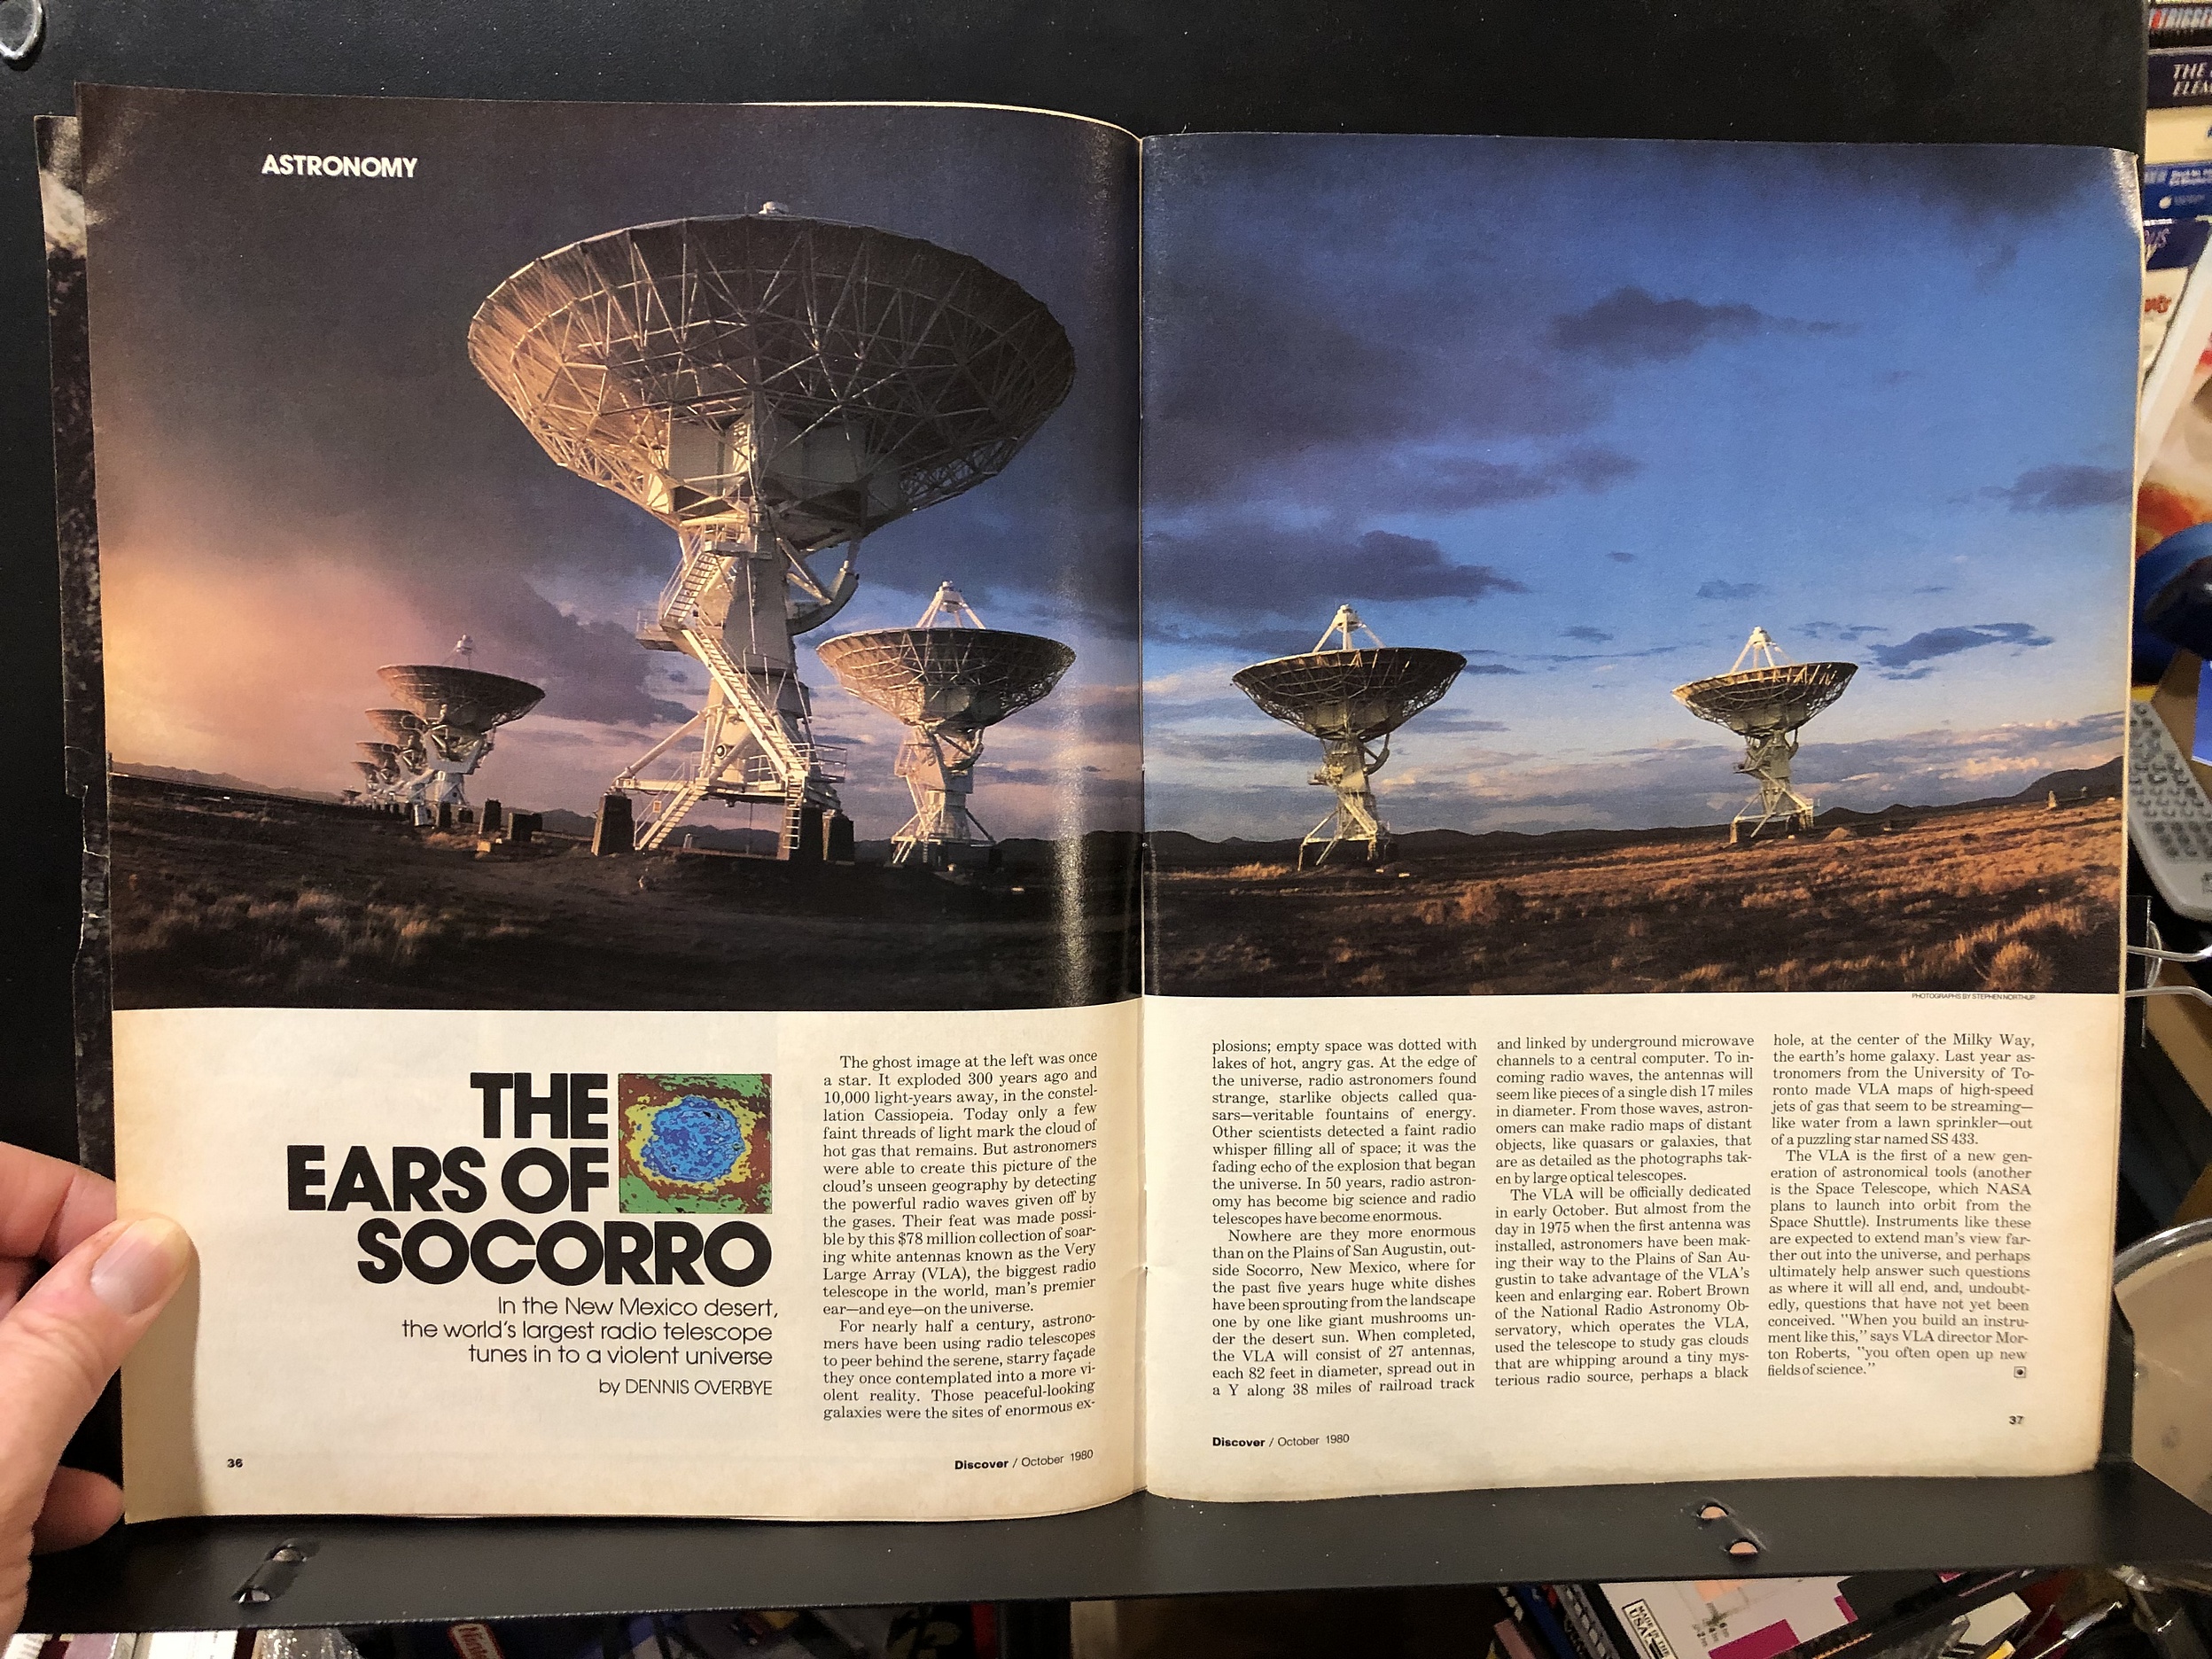 ASTRONOMY
THE
EARS OF
SOCORRO
In the New Mexico desert,
the world's largest radio telescope
tunes in to a violent universe
by DENNIS OVERBYE
The ghost image at the left was once
a star. It exploded 300 years ago and
10,000 light-years away, in the constel-
lation Cassiopeia. Today only a few
faint threads of light mark the cloud of
hot gas that remains. But astronomers
were able to create this picture of the
cloud's unseen geography by detecting
the powerful radio waves given off by
the gases. Their feat was made possi-
ble by this $78 million collection of soar-
ing white antennas known as the Very
Large Array (VLA), the biggest radio
telescope in the world, man's premier
ear—and eye—on the universe.
For nearly half a century, astrono-
mers have been using radio telescopes
to peer behind the serene, starry façade
they once contemplated into a more vi-
olent reality. Those peaceful-looking
galaxies were the sites of enormous ex-
36
Discover / October 1980
PHOTOGRAPHS BY STEPHEN NORTHUP
plosions; empty space was dotted with
lakes of hot, angry gas. At the edge of
the universe, radio astronomers found
strange, starlike objects called qua-
sars—veritable fountains of energy.
Other scientists detected a faint radio
whisper filling all of space; it was the
fading echo of the explosion that began
the universe. In 50 years, radio astron-
omy has become big science and radio
telescopes have become enormous.
Nowhere are they more enormous
than on the Plains of San Augustin, out-
side Socorro, New Mexico, where for
the past five years huge white dishes
have been sprouting from the landscape
one by one like giant mushrooms un-
der the desert sun. When completed,
the VLA will consist of 27 antennas,
each 82 feet in diameter, spread out in
a Y along 38 miles of railroad track
and linked by underground microwave
channels to a central computer. To in-
coming radio waves, the antennas will
seem like pieces of a single dish 17 miles
in diameter. From those waves, astron-
omers can make radio maps of distant
objects, like quasars or galaxies, that
are as detailed as the photographs tak-
en by large optical telescopes.
The VLA will be officially dedicated
in early October. But almost from the
day in 1975 when the first antenna was
installed, astronomers have been mak-
ing their way to the Plains of San Au-
gustin to take advantage of the VLA's
keen and enlarging ear. Robert Brown
of the National Radio Astronomy Ob-
servatory, which operates the VLA,
used the telescope to study gas clouds
that are whipping around a tiny mys-
terious radio source, perhaps a black
hole, at the center of the Milky Way,
the earth's home galaxy. Last year as-
tronomers from the University of To-
ronto made VLA maps of high-speed
jets of gas that seem to be streaming—
like water from a lawn sprinkler—out
of a puzzling star named SS 433.
The VLA is the first of a new gen-
eration of astronomical tools (another
is the Space Telescope, which NASA
plans to launch into orbit from the
Space Shuttle). Instruments like these
are expected to extend man's view far-
ther out into the universe, and perhaps
ultimately help answer such questions
as where it will all end, and, undoubt-
edly, questions that have not yet been
conceived. "When you build an instru-
ment like this," says VLA director Mor-
ton Roberts, "you often open up new
fields of science."
Discover / October 1980
37
THE
MADE IN THE
USA